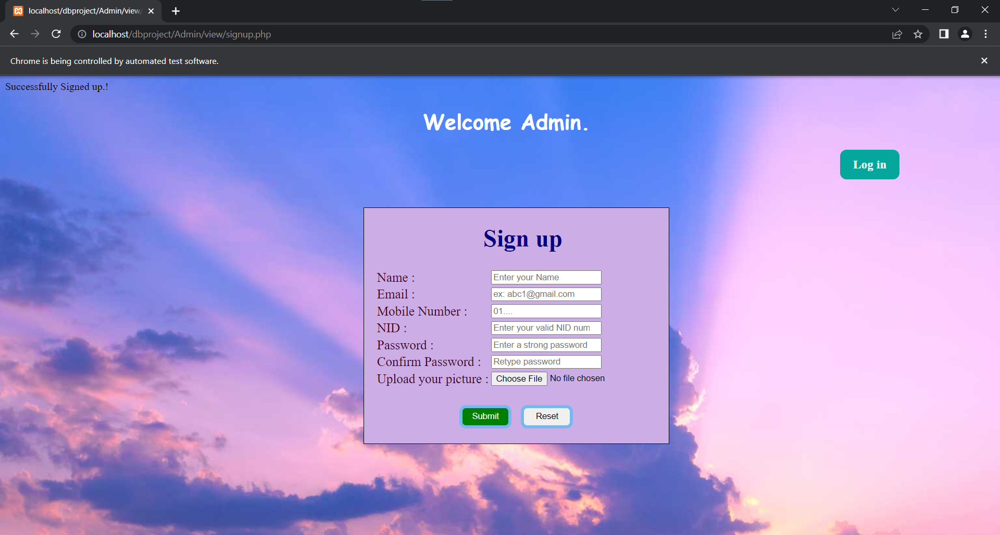 localhost/dbproject/Admin/view/
localhost/dbproject/Admin/view/signup.php
Chrome is being controlled by automated test software.
Successfully Signed up.!
Welcome Admin.
Log in
Sign up
Name : Enter your Name
Email : ex: abc1@gmail.com
Mobile Number : 01....
NID : Enter your valid NID num
Password : Enter a strong password
Confirm Password : Retype password
Upload your picture : Choose File No file chosen
Submit Reset